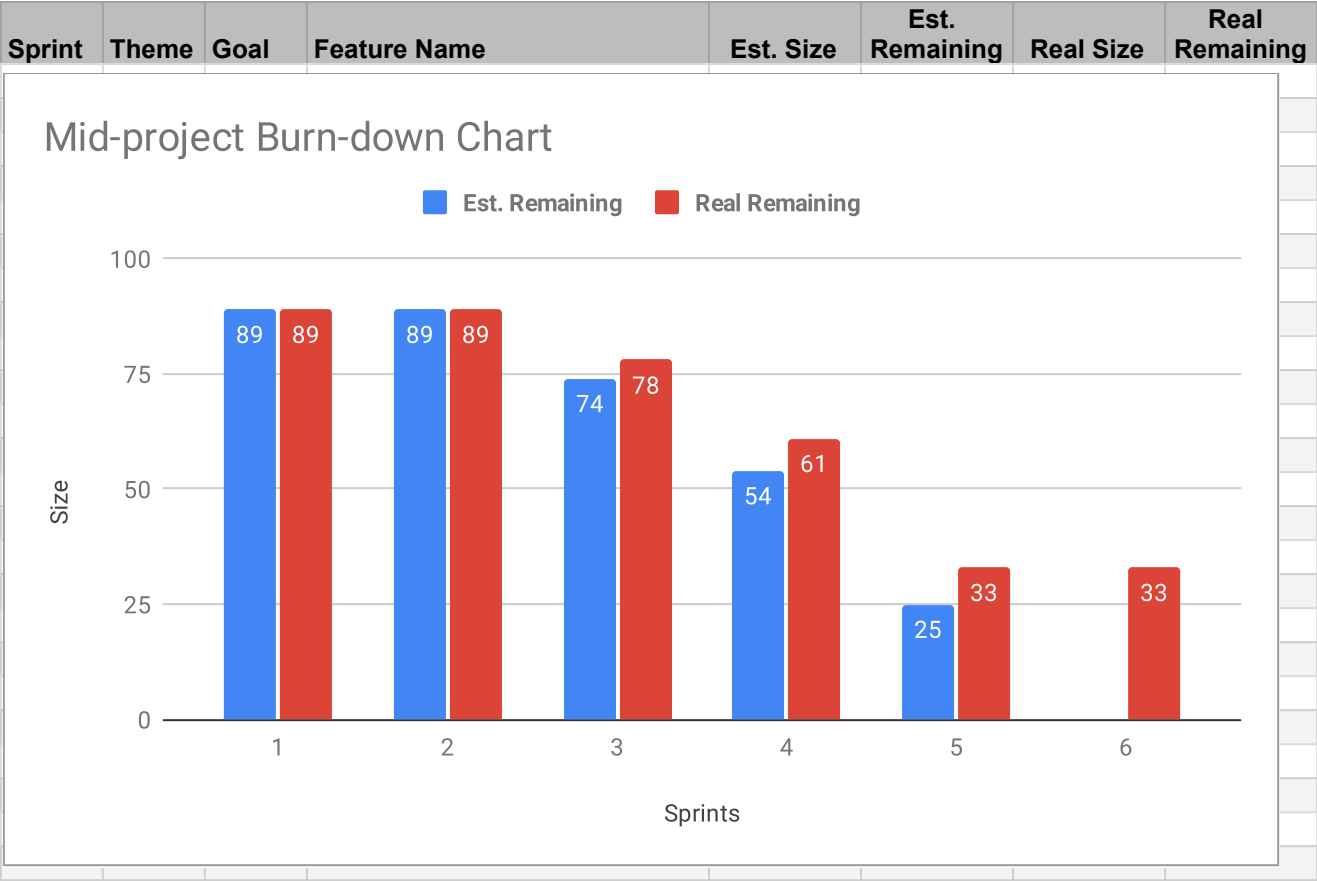 Sprint Theme Goal Feature Name Est. Size Est. Remaining Real Size Real Remaining
Mid-project Burn-down Chart
Est. Remaining Real Remaining
100
89 89 89 89
75
74 78
61
50
54
33 33
25
25
0
1 2 3 4 5 6
Size
Sprints